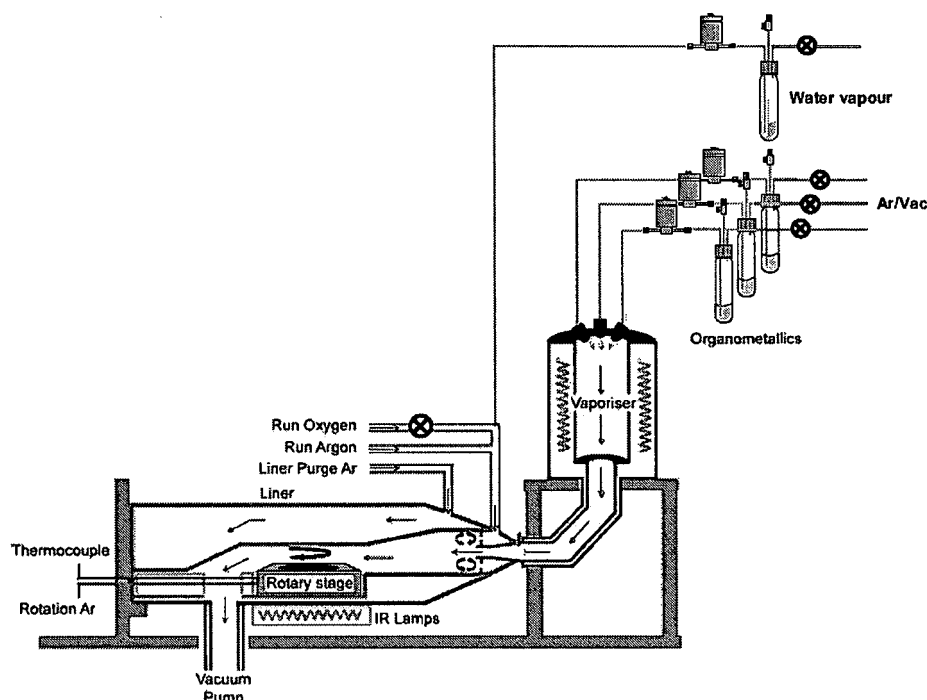 Water vapour
Ar/Vac
Organometallics
Vaporiser
Run Oxygen
Run Argon
Liner Purge Ar
Liner
Thermocouple
Rotary stage
Rotation Ar
IR Lamps
Vacuum
Pump